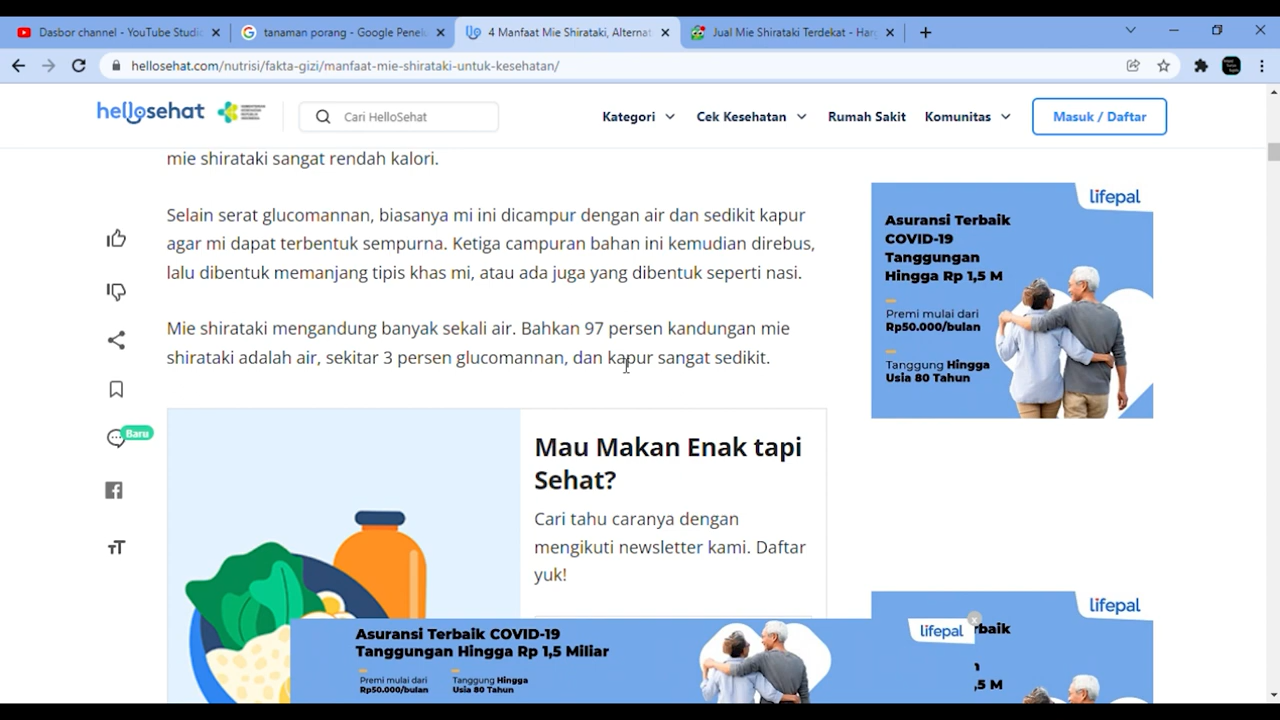 Dasbor channel - YouTube Studi
tanaman porang - Google Penel
4 Manfaat Mie Shirataki, Alternat
Jual Mie Shirataki Terdekat - Har
hellosehat.com/nutrisi/fakta-gizi/manfaat-mie-shirataki-untuk-kesehatan/
hellosehat
Cari HelloSehat
Kategori
Cek Kesehatan
Rumah Sakit
Komunitas
Masuk / Daftar
mie shirataki sangat rendah kalori.
Selain serat glucomannan, biasanya mi ini dicampur dengan air dan sedikit kapur
agar mi dapat terbentuk sempurna. Ketiga campuran bahan ini kemudian direbus,
lalu dibentuk memanjang tipis khas mi, atau ada juga yang dibentuk seperti nasi.
Mie shirataki mengandung banyak sekali air. Bahkan 97 persen kandungan mie
shirataki adalah air, sekitar 3 persen glucomannan, dan kapur sangat sedikit.
Baru
TT
Mau Makan Enak tapi
Sehat?
Cari tahu caranya dengan
mengikuti newsletter kami. Daftar
yuk!
lifepal
Asuransi Terbaik
COVID-19
Tanggungan
Hingga Rp 1,5 M
Premi mulai dari
Rp50.000/bulan
Tanggung Hingga
Usia 80 Tahun
lifepal
rbaik
n
,5 M
Asuransi Terbaik COVID-19
Tanggungan Hingga Rp 1,5 Miliar
Premi mulai dari
Rp50.000/bulan
Tanggung Hingga
Usia 80 Tahun
lifepal